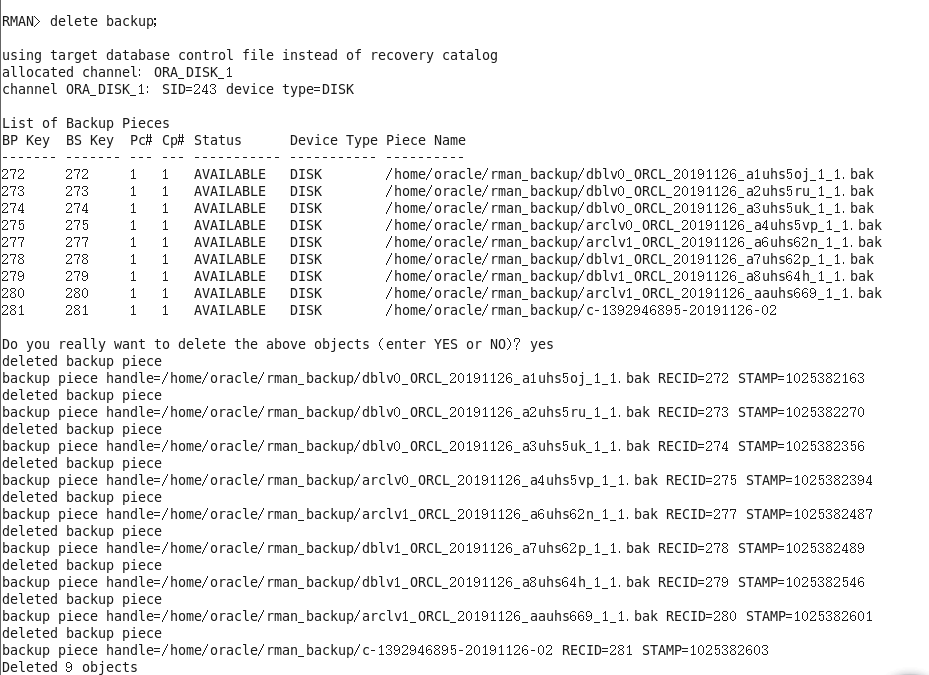 RMAN> delete backup;
using target database control file instead of recovery catalog
allocated channel: ORA_DISK_1
channel ORA_DISK_1: SID=243 device type=DISK
List of Backup Pieces
BP Key  BS Key  Pc# Cp# Status      Device Type Piece Name
------- ------- --- --- ----------- ----------- ----------
272     272     1   1   AVAILABLE   DISK        /home/oracle/rman_backup/dblv0_ORCL_20191126_a1uhs5oj_1_1.bak
273     273     1   1   AVAILABLE   DISK        /home/oracle/rman_backup/dblv0_ORCL_20191126_a2uhs5ru_1_1.bak
274     274     1   1   AVAILABLE   DISK        /home/oracle/rman_backup/dblv0_ORCL_20191126_a3uhs5uk_1_1.bak
275     275     1   1   AVAILABLE   DISK        /home/oracle/rman_backup/arclv0_ORCL_20191126_a4uhs5vp_1_1.bak
277     277     1   1   AVAILABLE   DISK        /home/oracle/rman_backup/arclv1_ORCL_20191126_a6uhs62n_1_1.bak
278     278     1   1   AVAILABLE   DISK        /home/oracle/rman_backup/dblv1_ORCL_20191126_a7uhs62p_1_1.bak
279     279     1   1   AVAILABLE   DISK        /home/oracle/rman_backup/dblv1_ORCL_20191126_a8uhs64h_1_1.bak
280     280     1   1   AVAILABLE   DISK        /home/oracle/rman_backup/arclv1_ORCL_20191126_aauhs669_1_1.bak
281     281     1   1   AVAILABLE   DISK        /home/oracle/rman_backup/c-1392946895-20191126-02
Do you really want to delete the above objects (enter YES or NO)? yes
deleted backup piece
backup piece handle=/home/oracle/rman_backup/dblv0_ORCL_20191126_a1uhs5oj_1_1.bak RECID=272 STAMP=1025382163
deleted backup piece
backup piece handle=/home/oracle/rman_backup/dblv0_ORCL_20191126_a2uhs5ru_1_1.bak RECID=273 STAMP=1025382270
deleted backup piece
backup piece handle=/home/oracle/rman_backup/dblv0_ORCL_20191126_a3uhs5uk_1_1.bak RECID=274 STAMP=1025382356
deleted backup piece
backup piece handle=/home/oracle/rman_backup/arclv0_ORCL_20191126_a4uhs5vp_1_1.bak RECID=275 STAMP=1025382394
deleted backup piece
backup piece handle=/home/oracle/rman_backup/arclv1_ORCL_20191126_a6uhs62n_1_1.bak RECID=277 STAMP=1025382487
deleted backup piece
backup piece handle=/home/oracle/rman_backup/dblv1_ORCL_20191126_a7uhs62p_1_1.bak RECID=278 STAMP=1025382489
deleted backup piece
backup piece handle=/home/oracle/rman_backup/dblv1_ORCL_20191126_a8uhs64h_1_1.bak RECID=279 STAMP=1025382546
deleted backup piece
backup piece handle=/home/oracle/rman_backup/arclv1_ORCL_20191126_aauhs669_1_1.bak RECID=280 STAMP=1025382601
deleted backup piece
backup piece handle=/home/oracle/rman_backup/c-1392946895-20191126-02 RECID=281 STAMP=1025382603
Deleted 9 objects